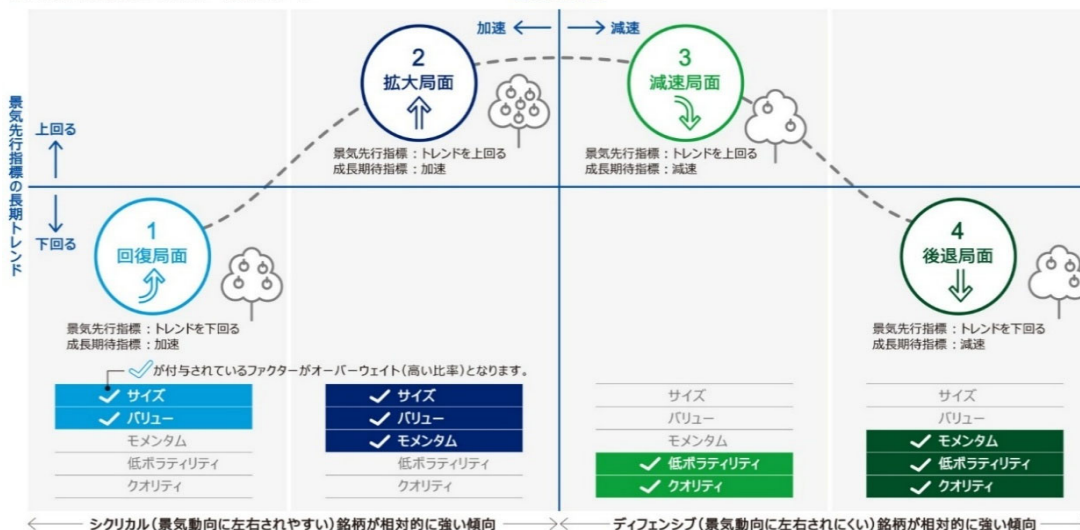 加速
減速
2
拡大局面
3
減速局面
景気先行指標の長期トレンド
上回る
下回る
景気先行指標：トレンドを上回る
成長期待指標：加速
景気先行指標：トレンドを上回る
成長期待指標：減速
1
回復局面
4
後退局面
景気先行指標：トレンドを下回る
成長期待指標：加速
景気先行指標：トレンドを下回る
成長期待指標：減速
が付与されているファクターがオーバーウェイト（高い比率）となります。
サイズ
バリュー
モメンタム
低ボラティリティ
クオリティ
サイズ
バリュー
モメンタム
低ボラティリティ
クオリティ
サイズ
バリュー
モメンタム
低ボラティリティ
クオリティ
サイズ
バリュー
モメンタム
低ボラティリティ
クオリティ
シクリカル（景気動向に左右されやすい）銘柄が相対的に強い傾向
ディフェンシブ（景気動向に左右されにくい）銘柄が相対的に強い傾向